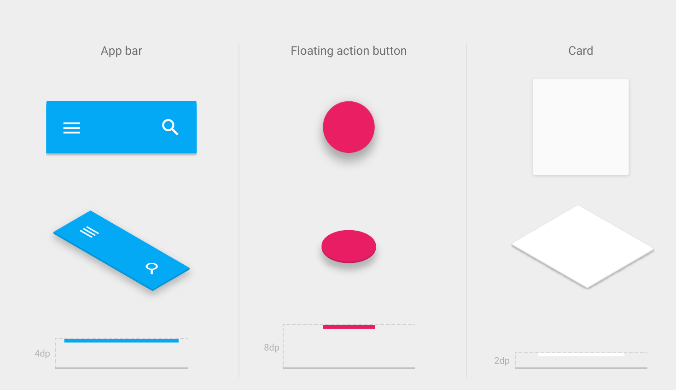 App bar
Floating action button
Card
4dp
8dp
2dp